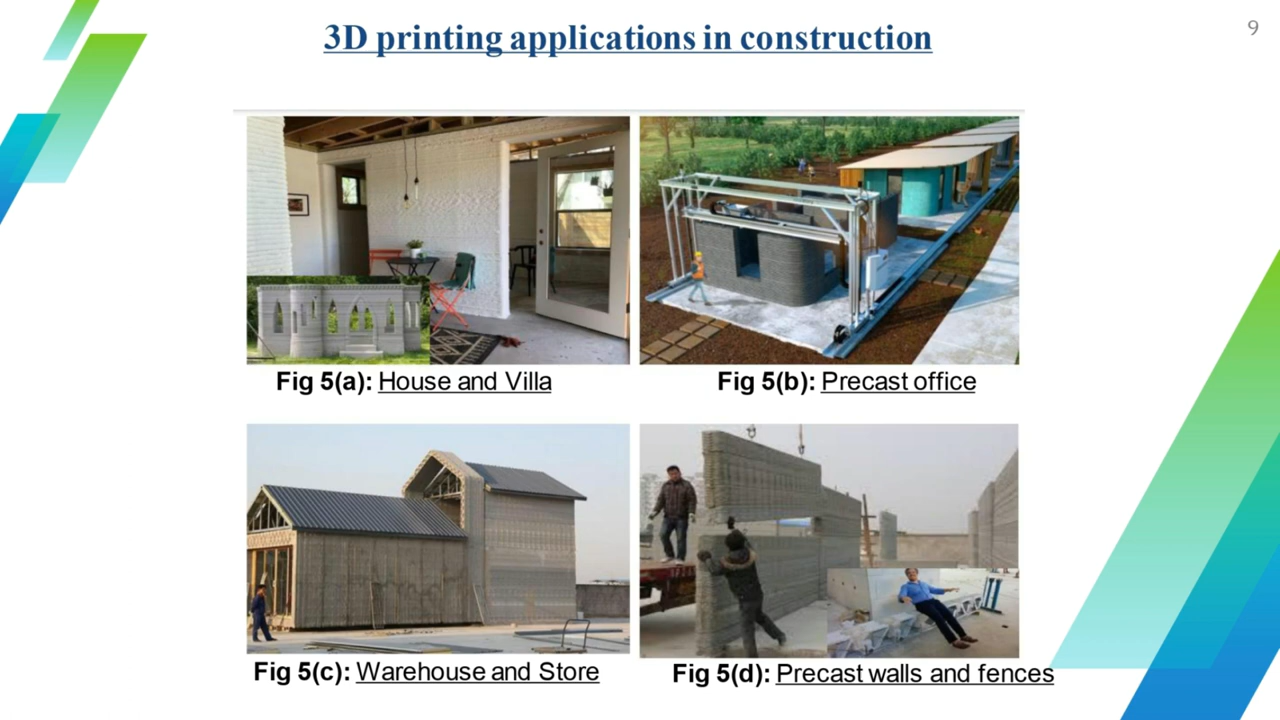 3D printing applications in construction
9
Fig 5(a): House and Villa
Fig 5(b): Precast office
Fig 5(c): Warehouse and Store
Fig 5(d): Precast walls and fences